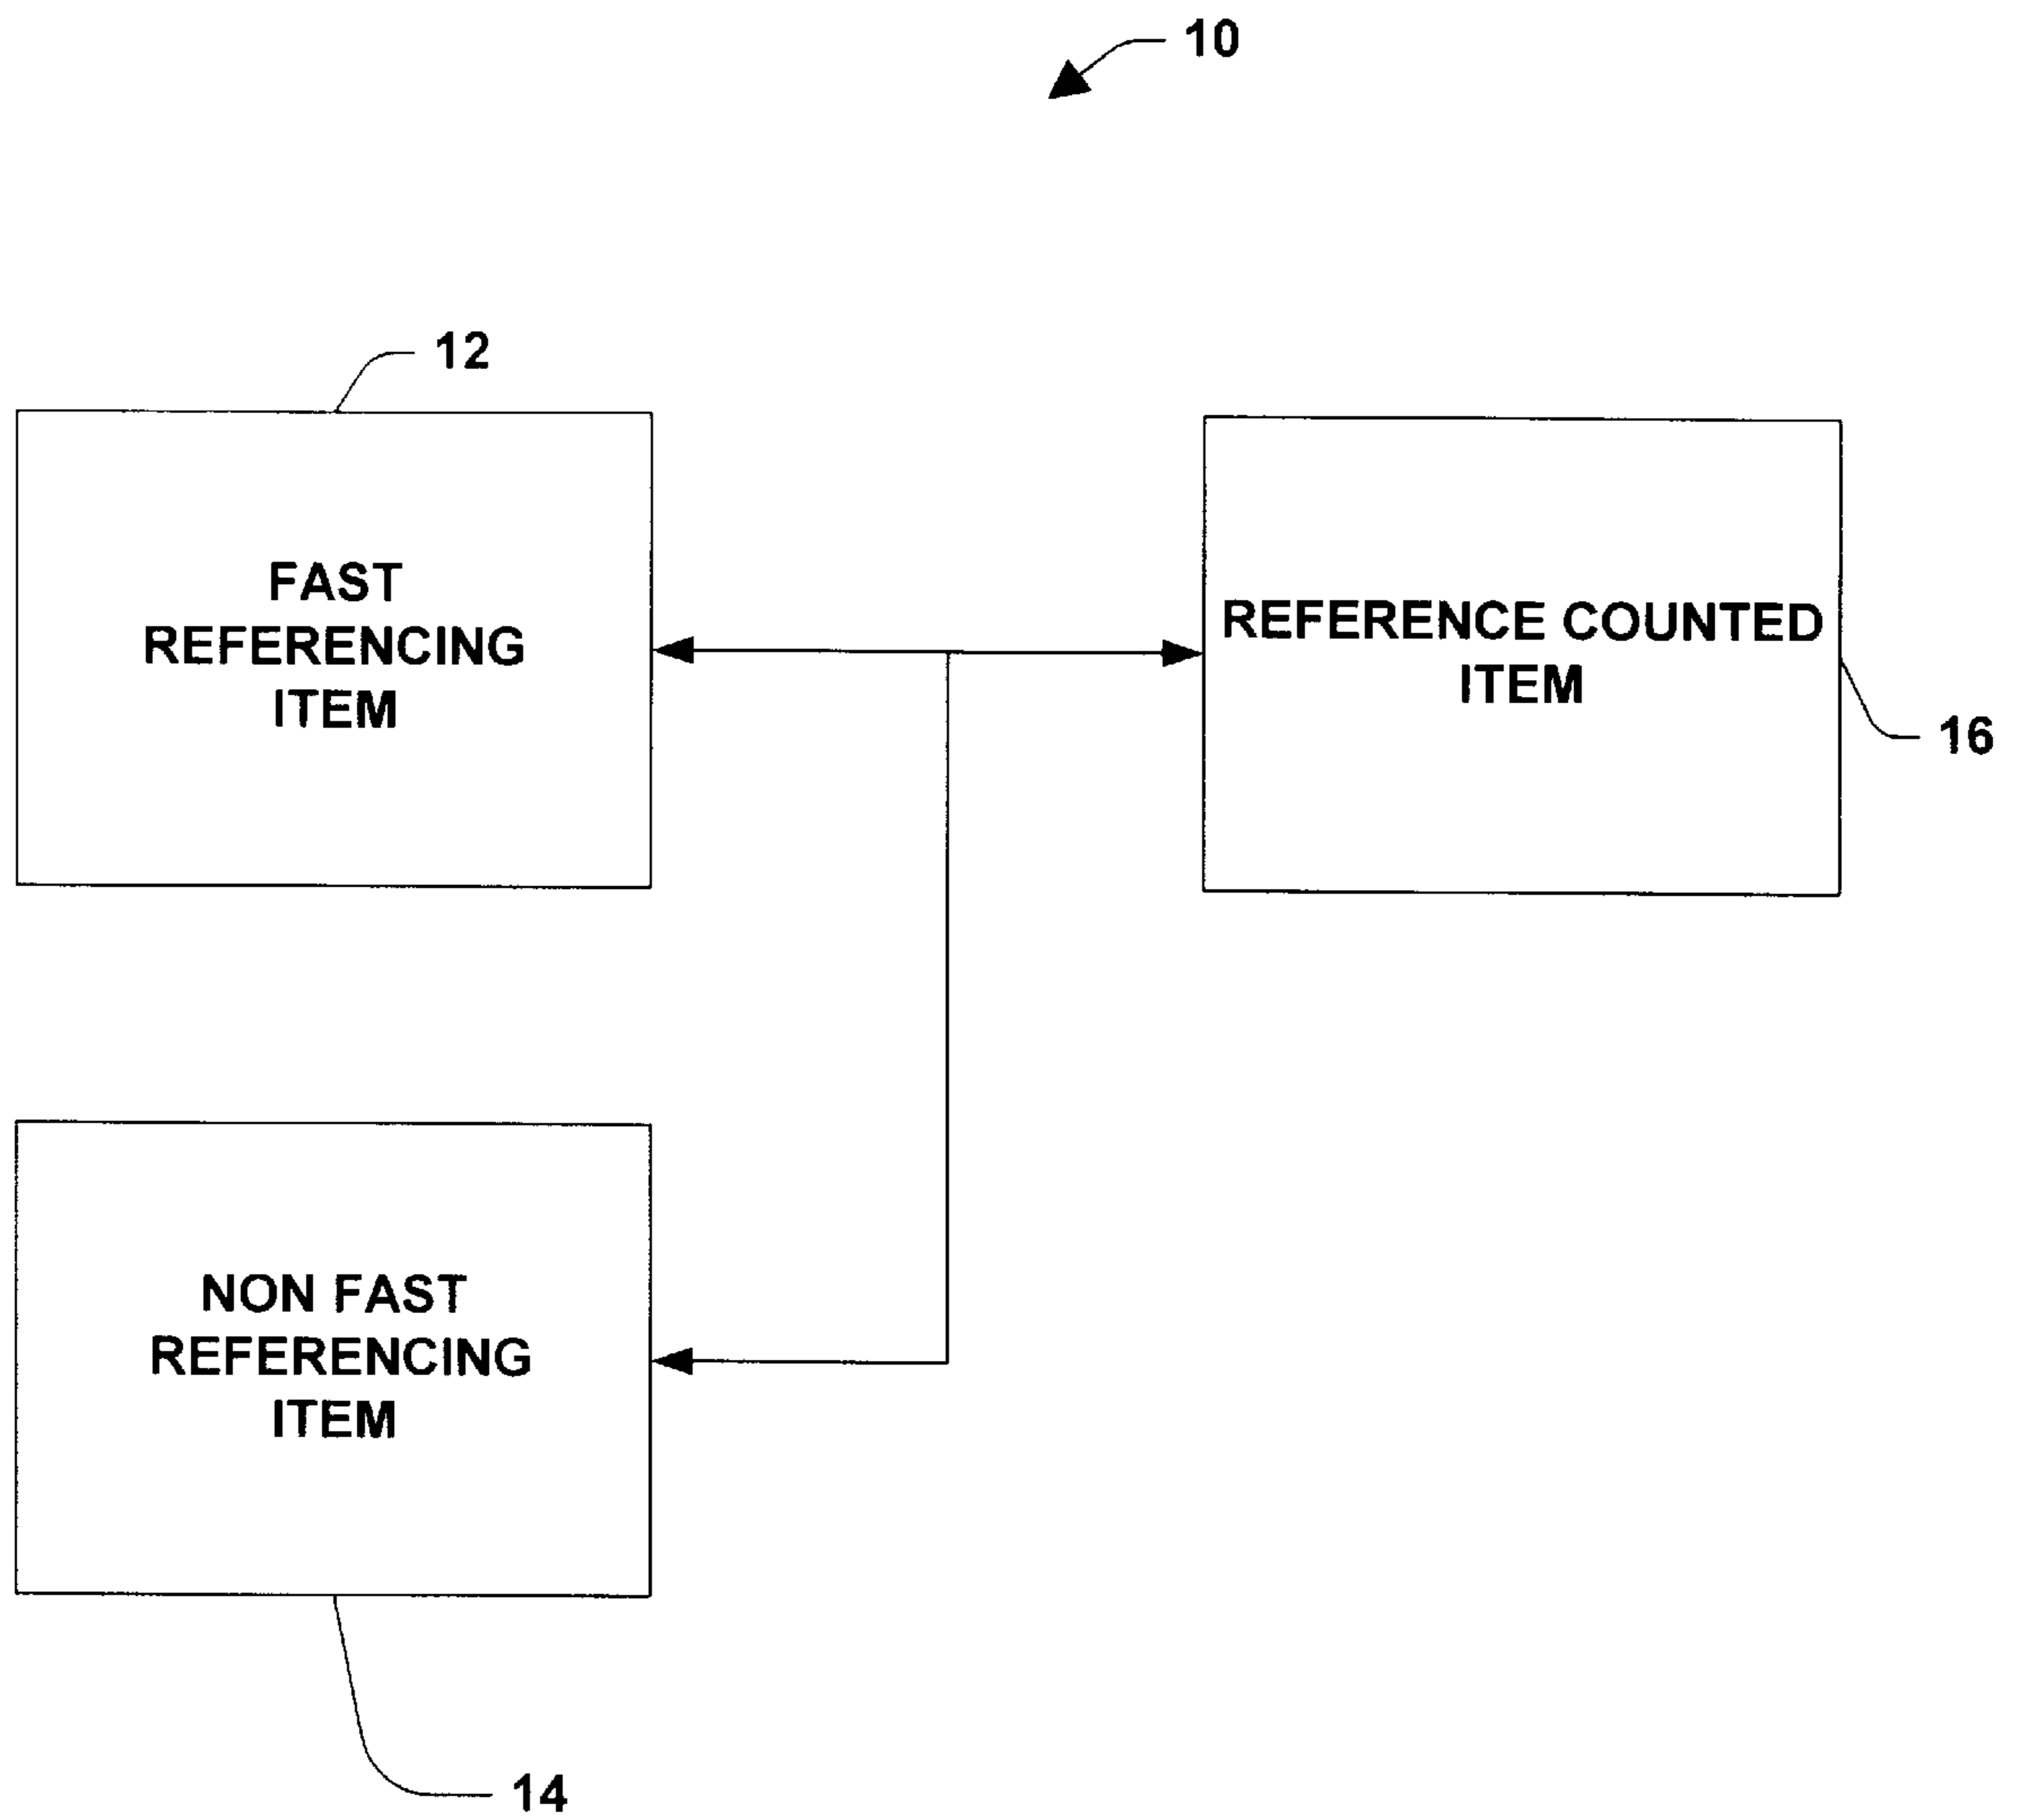 10
12
FAST
REFERENCING
ITEM
REFERENCE COUNTED
ITEM
16
NON FAST
REFERENCING
ITEM
14